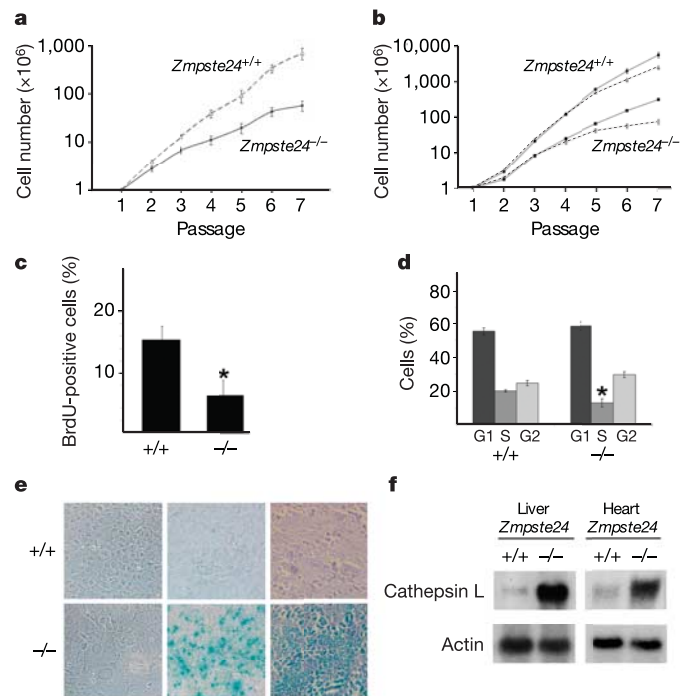 a
Cell number (×10⁶)
1,000
100
10
1
Zmpste24⁺/⁺
Zmpste24⁻/⁻
1 2 3 4 5 6 7
Passage
b
Cell number (×10⁶)
10,000
1,000
100
10
1
Zmpste24⁺/⁺
Zmpste24⁻/⁻
1 2 3 4 5 6 7
Passage
c
BrdU-positive cells (%)
20
10
*
+/+ –/–
d
Cells (%)
80
60
40
20
*
G1 S G2 G1 S G2
+/+ –/–
e
+/+
–/–
f
Liver Heart
Zmpste24 Zmpste24
+/+ –/– +/+ –/–
Cathepsin L
Actin